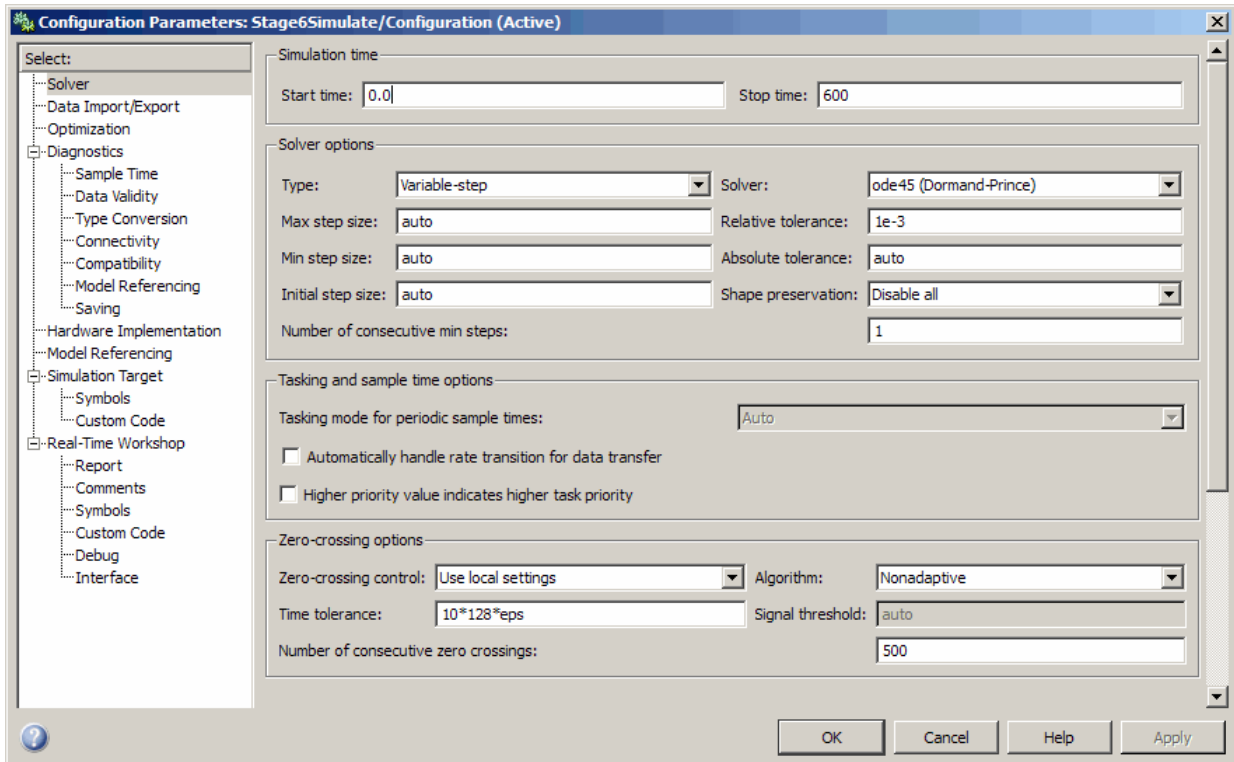 Configuration Parameters: Stage6Simulate/Configuration (Active)
Select:
Solver
Data Import/Export
Optimization
Diagnostics
Sample Time
Data Validity
Type Conversion
Connectivity
Compatibility
Model Referencing
Saving
Hardware Implementation
Model Referencing
Simulation Target
Symbols
Custom Code
Real-Time Workshop
Report
Comments
Symbols
Custom Code
Debug
Interface
Simulation time
Start time: 0.0 Stop time: 600
Solver options
Type: Variable-step Solver: ode45 (Dormand-Prince)
Max step size: auto Relative tolerance: 1e-3
Min step size: auto Absolute tolerance: auto
Initial step size: auto Shape preservation: Disable all
Number of consecutive min steps: 1
Tasking and sample time options
Tasking mode for periodic sample times: Auto
Automatically handle rate transition for data transfer
Higher priority value indicates higher task priority
Zero-crossing options
Zero-crossing control: Use local settings Algorithm: Nonadaptive
Time tolerance: 10*128*eps Signal threshold: auto
Number of consecutive zero crossings: 500
OK Cancel Help Apply